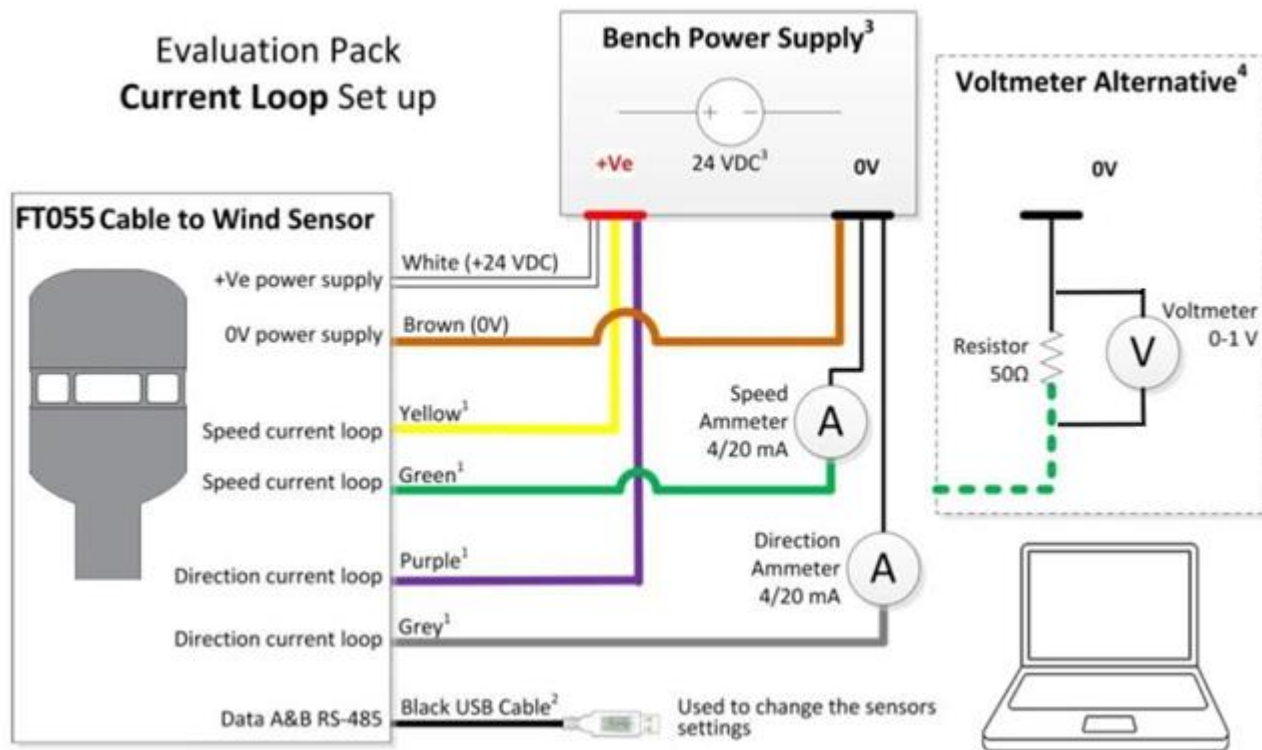 Evaluation Pack
Current Loop Set up
Bench Power Supply³
+ −
+Ve
24 VDC³
0V
Voltmeter Alternative⁴
0V
Resistor
50Ω
V
Voltmeter
0-1 V
FT055 Cable to Wind Sensor
+Ve power supply
White (+24 VDC)
0V power supply
Brown (0V)
Speed current loop
Yellow¹
Speed current loop
Green¹
Direction current loop
Purple¹
Direction current loop
Grey¹
Data A&B RS-485
Black USB Cable²
Speed
Ammeter
4/20 mA
A
Direction
Ammeter
4/20 mA
A
Used to change the sensors
settings